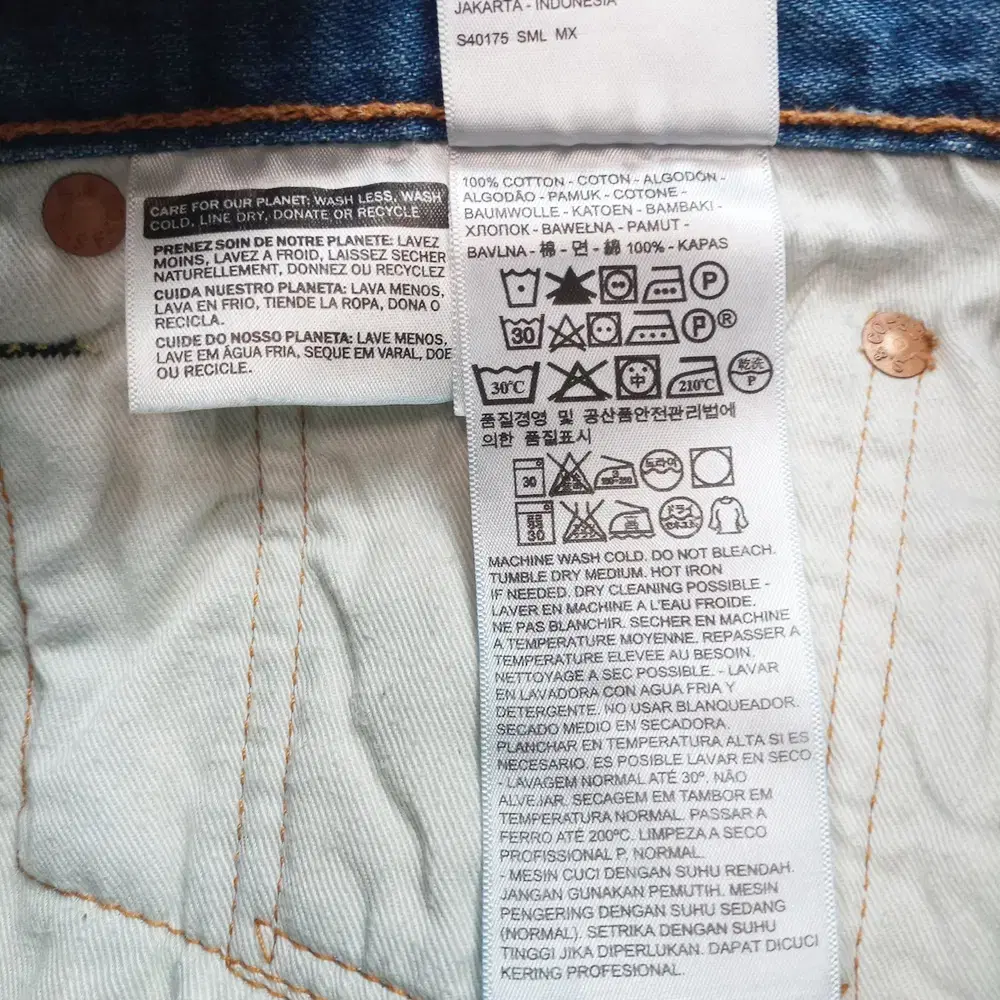 JAKARTA - INDONESIA
S40175 SML MX
CARE FOR OUR PLANET: WASH LESS, WASH
COLD, LINE DRY, DONATE OR RECYCLE
PRENEZ SOIN DE NOTRE PLANETE: LAVEZ
MOINS, LAVEZ A FROID, LAISSEZ SECHER
NATURELLEMENT, DONNEZ OU RECYCLEZ
CUIDA NUESTRO PLANETA: LAVA MENOS,
LAVA EN FRIO, TIENDE LA ROPA, DONA O
RECICLA.
CUIDE DO NOSSO PLANETA: LAVE MENOS,
LAVE EM ÁGUA FRIA, SEQUE EM VARAL, DOE
OU RECICLE.
100% COTTON - COTON - ALGODÓN -
ALGODÃO - PAMUK - COTONE -
BAUMWOLLE - KATOEN - BAMBAKI -
ХЛОПОК - BAWEŁNA - PAMUT -
BAVLNA - 棉 - 면 - 綿 100% - KAPAS
P
30 P ®
30°C 中 210°C 乾洗 P
품질경영 및 공산품안전관리법에
의한 품질표시
30 드라이
30 ドライ
MACHINE WASH COLD. DO NOT BLEACH.
TUMBLE DRY MEDIUM. HOT IRON
IF NEEDED. DRY CLEANING POSSIBLE -
LAVER EN MACHINE A L'EAU FROIDE.
NE PAS BLANCHIR. SECHER EN MACHINE
A TEMPERATURE MOYENNE. REPASSER A
TEMPERATURE ELEVEE AU BESOIN.
NETTOYAGE A SEC POSSIBLE. - LAVAR
EN LAVADORA CON AGUA FRIA Y
DETERGENTE. NO USAR BLANQUEADOR.
SECADO MEDIO EN SECADORA.
PLANCHAR EN TEMPERATURA ALTA SI ES
NECESARIO. ES POSIBLE LAVAR EN SECO
- LAVAGEM NORMAL ATÉ 30º. NÃO
ALVEJAR. SECAGEM EM TAMBOR EM
TEMPERATURA NORMAL. PASSAR A
FERRO ATÉ 200ºC. LIMPEZA A SECO
PROFISSIONAL P. NORMAL.
- MESIN CUCI DENGAN SUHU RENDAH.
JANGAN GUNAKAN PEMUTIH. MESIN
PENGERING DENGAN SUHU SEDANG
(NORMAL). SETRIKA DENGAN SUHU
TINGGI JIKA DIPERLUKAN. DAPAT DICUCI
KERING PROFESIONAL.